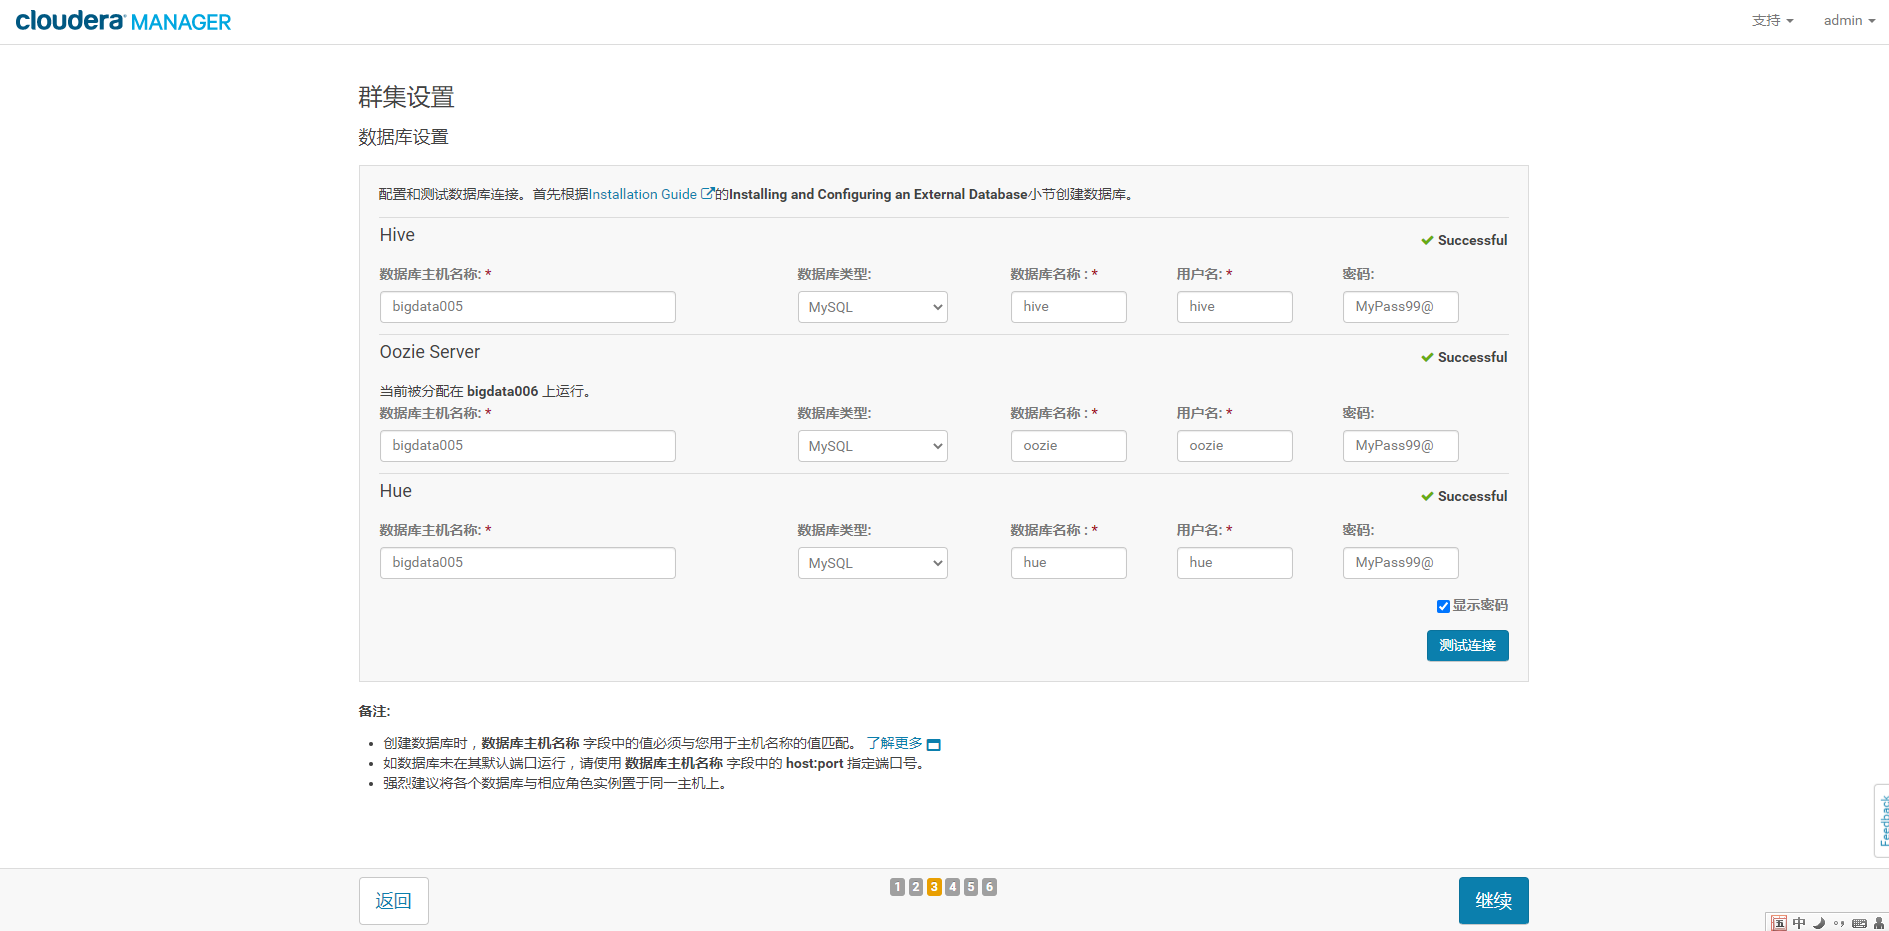 cloudera MANAGER 支持 admin
群集设置
数据库设置
配置和测试数据库连接。首先根据Installation Guide 的Installing and Configuring an External Database小节创建数据库。
Hive
Successful
数据库主机名称: * 数据库类型: 数据库名称 : * 用户名: * 密码:
bigdata005 MySQL hive hive MyPass99@
Oozie Server
Successful
当前被分配在 bigdata006 上运行。
数据库主机名称: * 数据库类型: 数据库名称 : * 用户名: * 密码:
bigdata005 MySQL oozie oozie MyPass99@
Hue
Successful
数据库主机名称: * 数据库类型: 数据库名称 : * 用户名: * 密码:
bigdata005 MySQL hue hue MyPass99@
显示密码
测试连接
备注:
• 创建数据库时，数据库主机名称 字段中的值必须与您用于主机名称的值匹配。 了解更多
• 如数据库未在其默认端口运行，请使用 数据库主机名称 字段中的 host:port 指定端口号。
• 强烈建议将各个数据库与相应角色实例置于同一主机上。
Feedback
返回 1 2 3 4 5 6 继续
五 中